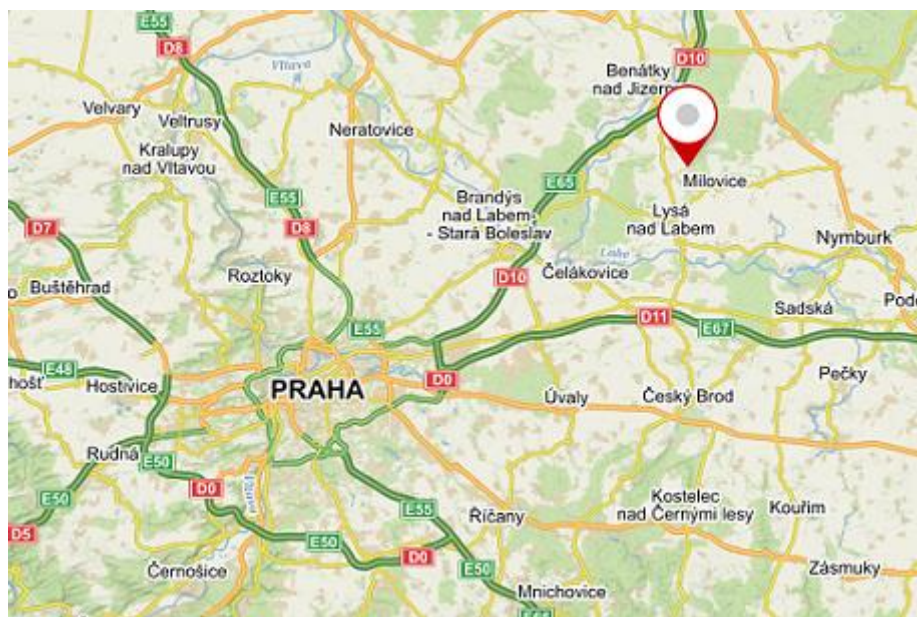 E55
D8
Vltava
D10
Benátky
nad Jizerou
Velvary
Veltrusy
Neratovice
Kralupy
nad Vltavou
E65
Milovice
E55
Brandýs
nad Labem-
- Stará Boleslav
Lysá
nad Labem
D7
D8
Nymburk
Labe
Roztoky
D10
Čelákovice
Buštěhrad
Sadská
D11
E67
E55
E48
Hostivice
PRAHA
D0
Pečky
Úvaly
Český Brod
Rudná
E50
E50
D0
Vltava
E55
Říčany
Kostelec
nad Černými lesy
Kouřim
D5
E50
D0
E50
Černošice
Zásmuky
Mnichovice